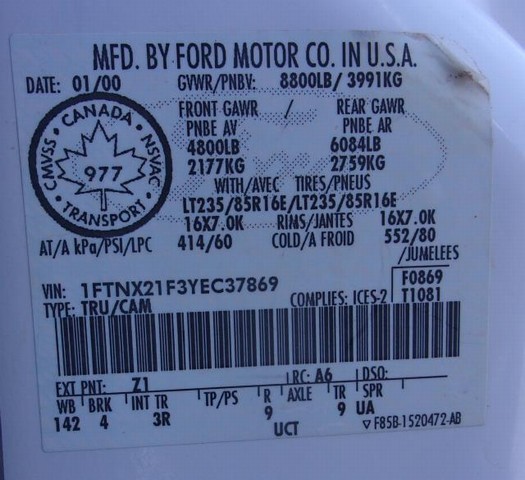 MFD. BY FORD MOTOR CO. IN U.S.A.
DATE: 01/00 GVWR/PNBV: 8800LB/ 3991KG
FRONT GAWR / REAR GAWR
PNBE AV PNBE AR
4800LB 6084LB
2177KG 2759KG
WITH/AVEC TIRES/PNEUS
LT235/85R16E/LT235/85R16E
16X7.0K RIMS/JANTES 16X7.0K
AT/A kPa/PSI/LPC 414/60 COLD/A FROID 552/80
/JUMELEES
CANADA
CMVSS • NSVAC
977
TRANSPORT
VIN: 1FTNX21F3YEC37869 F0869
TYPE: TRU/CAM COMPLIES: ICES-2 T1081
EXT PNT: Z1 RC: A6 DSO:
WB BRK INT TR TP/PS R AXLE TR SPR
142 4 3R 9 9 UA
UCT ▽ F85B-1520472-AB